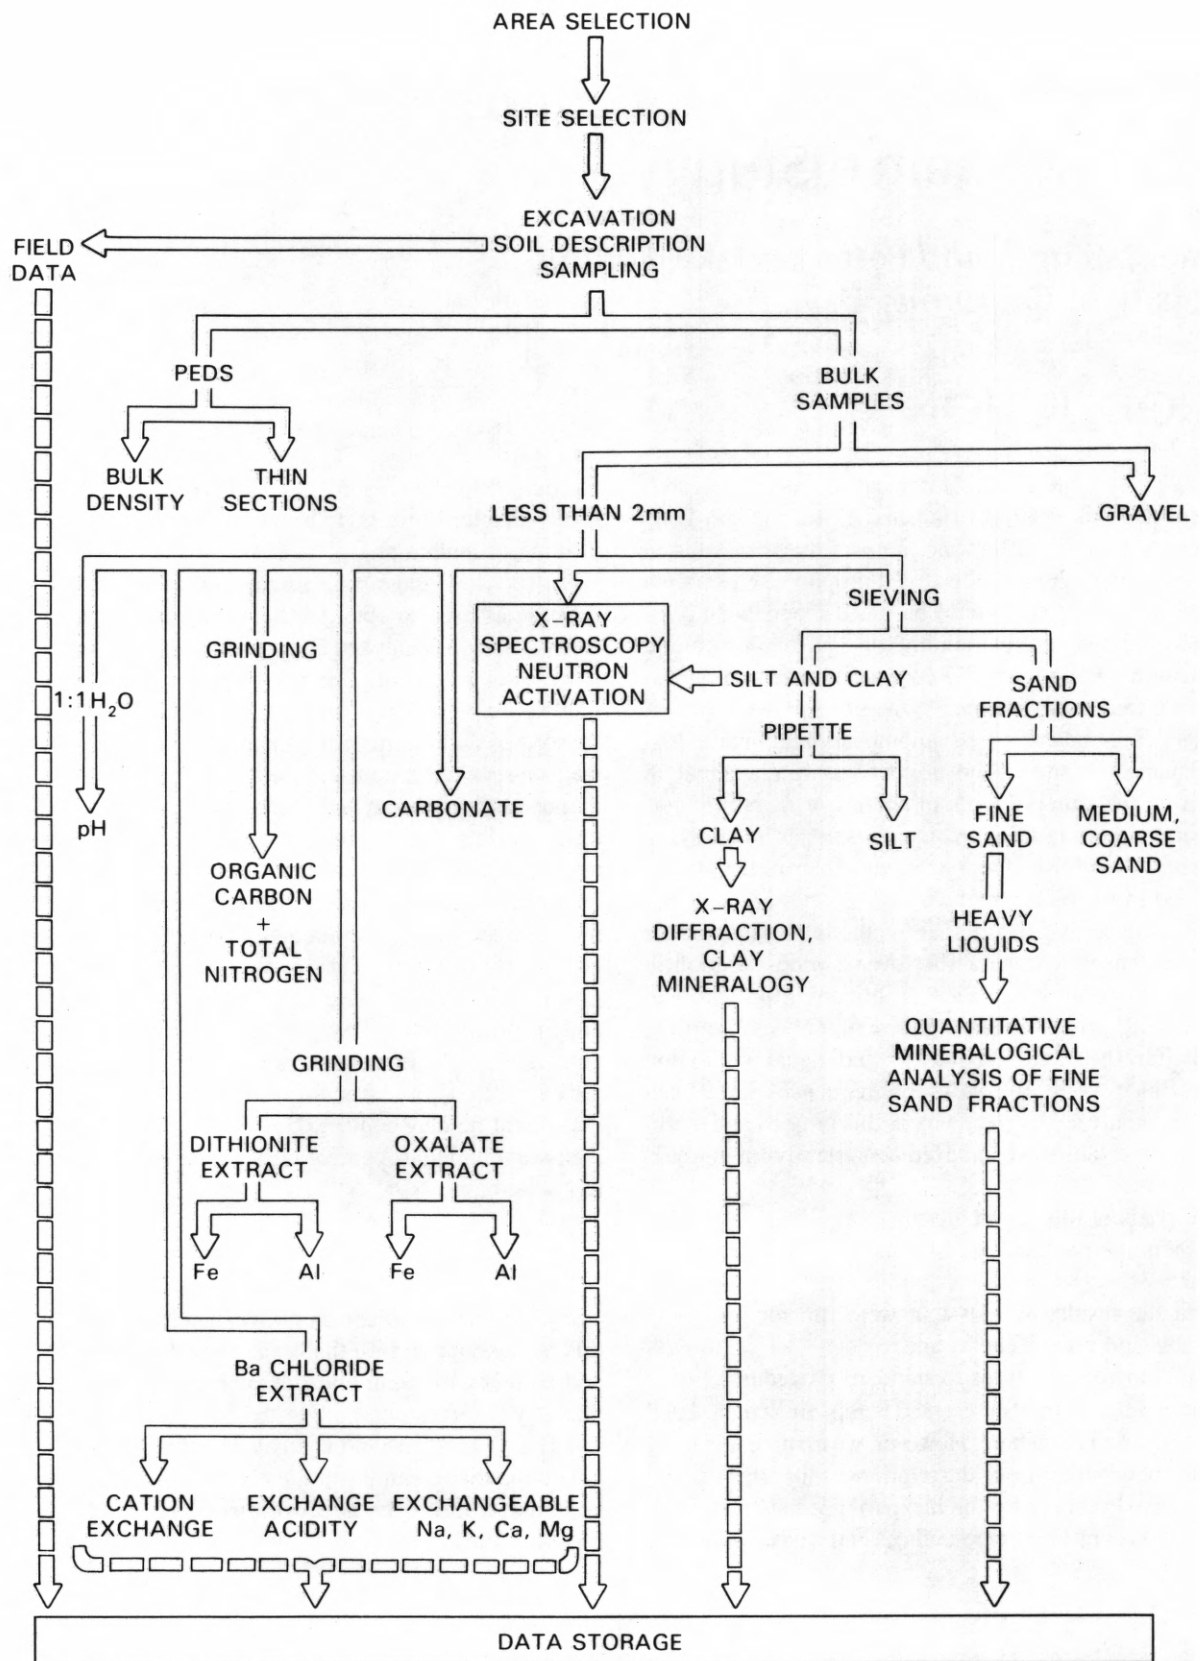 AREA SELECTION
SITE SELECTION
EXCAVATION
SOIL DESCRIPTION
SAMPLING
FIELD
DATA
PEDS
BULK
SAMPLES
BULK
DENSITY
THIN
SECTIONS
LESS THAN 2mm
GRAVEL
SIEVING
X–RAY
SPECTROSCOPY,
NEUTRON
ACTIVATION
GRINDING
SILT AND CLAY
SAND
FRACTIONS
1:1H₂O
PIPETTE
CARBONATE
pH
CLAY
SILT
FINE
SAND
MEDIUM,
COARSE
SAND
ORGANIC
CARBON
+
TOTAL
NITROGEN
X–RAY
DIFFRACTION,
CLAY
MINERALOGY
HEAVY
LIQUIDS
QUANTITATIVE
MINERALOGICAL
ANALYSIS OF FINE
SAND FRACTIONS
GRINDING
DITHIONITE
EXTRACT
OXALATE
EXTRACT
Fe
Al
Fe
Al
Ba CHLORIDE
EXTRACT
CATION
EXCHANGE
EXCHANGE
ACIDITY
EXCHANGEABLE
Na, K, Ca, Mg
DATA STORAGE